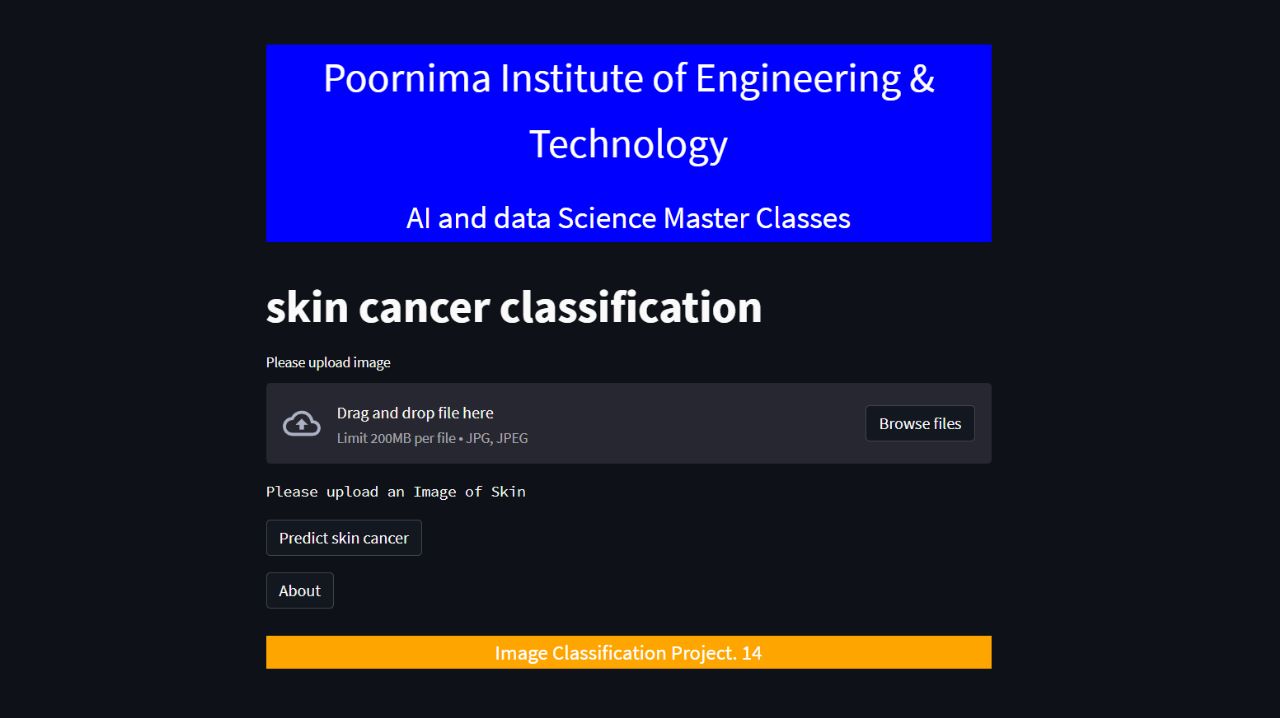 Poornima Institute of Engineering &
Technology
AI and data Science Master Classes
skin cancer classification
Please upload image
Drag and drop file here
Limit 200MB per file • JPG, JPEG
Browse files
Please upload an Image of Skin
Predict skin cancer
About
Image Classification Project. 14